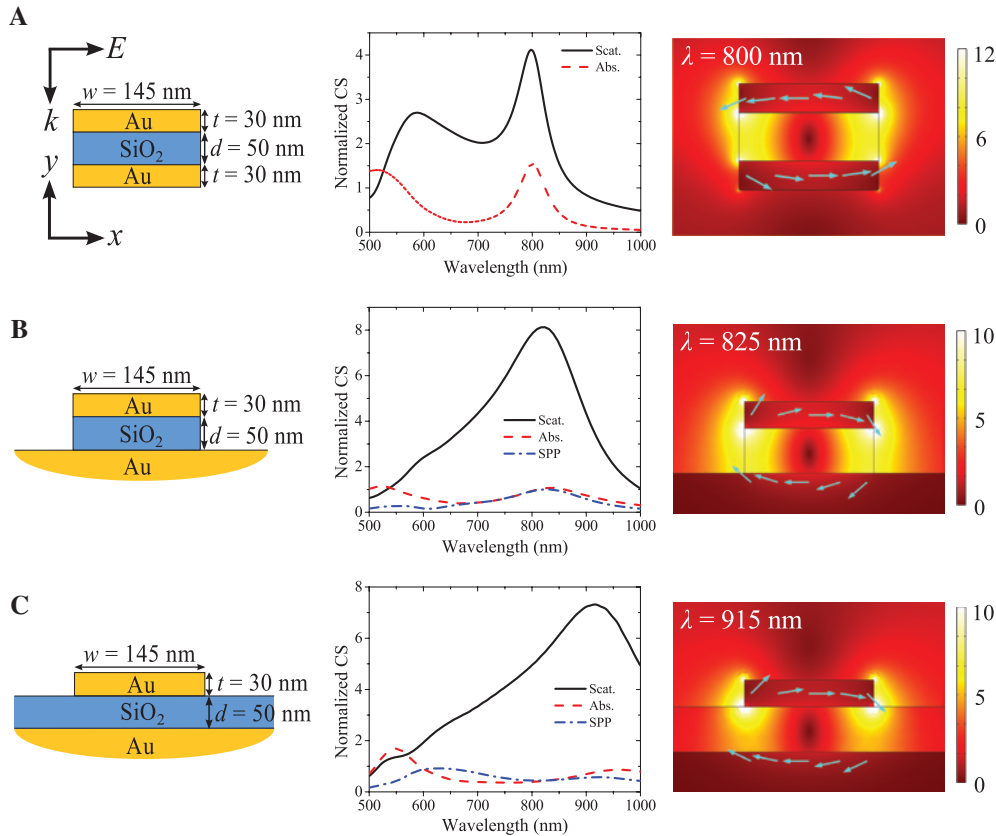 A
E
k
w = 145 nm
Au
t = 30 nm
SiO2
d = 50 nm
Au
t = 30 nm
y
x
Normalized CS
4
3
2
1
0
Scat.
Abs.
500 600 700 800 900 1000
Wavelength (nm)
λ = 800 nm
12
0
B
w = 145 nm
Au
t = 30 nm
SiO2
d = 50 nm
Au
Normalized CS
8
6
4
2
0
Scat.
Abs.
SPP
500 600 700 800 900 1000
Wavelength (nm)
λ = 825 nm
10
0
C
w = 145 nm
Au
t = 30 nm
SiO2
d = 50 nm
Au
Normalized CS
8
6
4
2
0
Scat.
Abs.
SPP
500 600 700 800 900 1000
Wavelength (nm)
λ = 915 nm
10
0